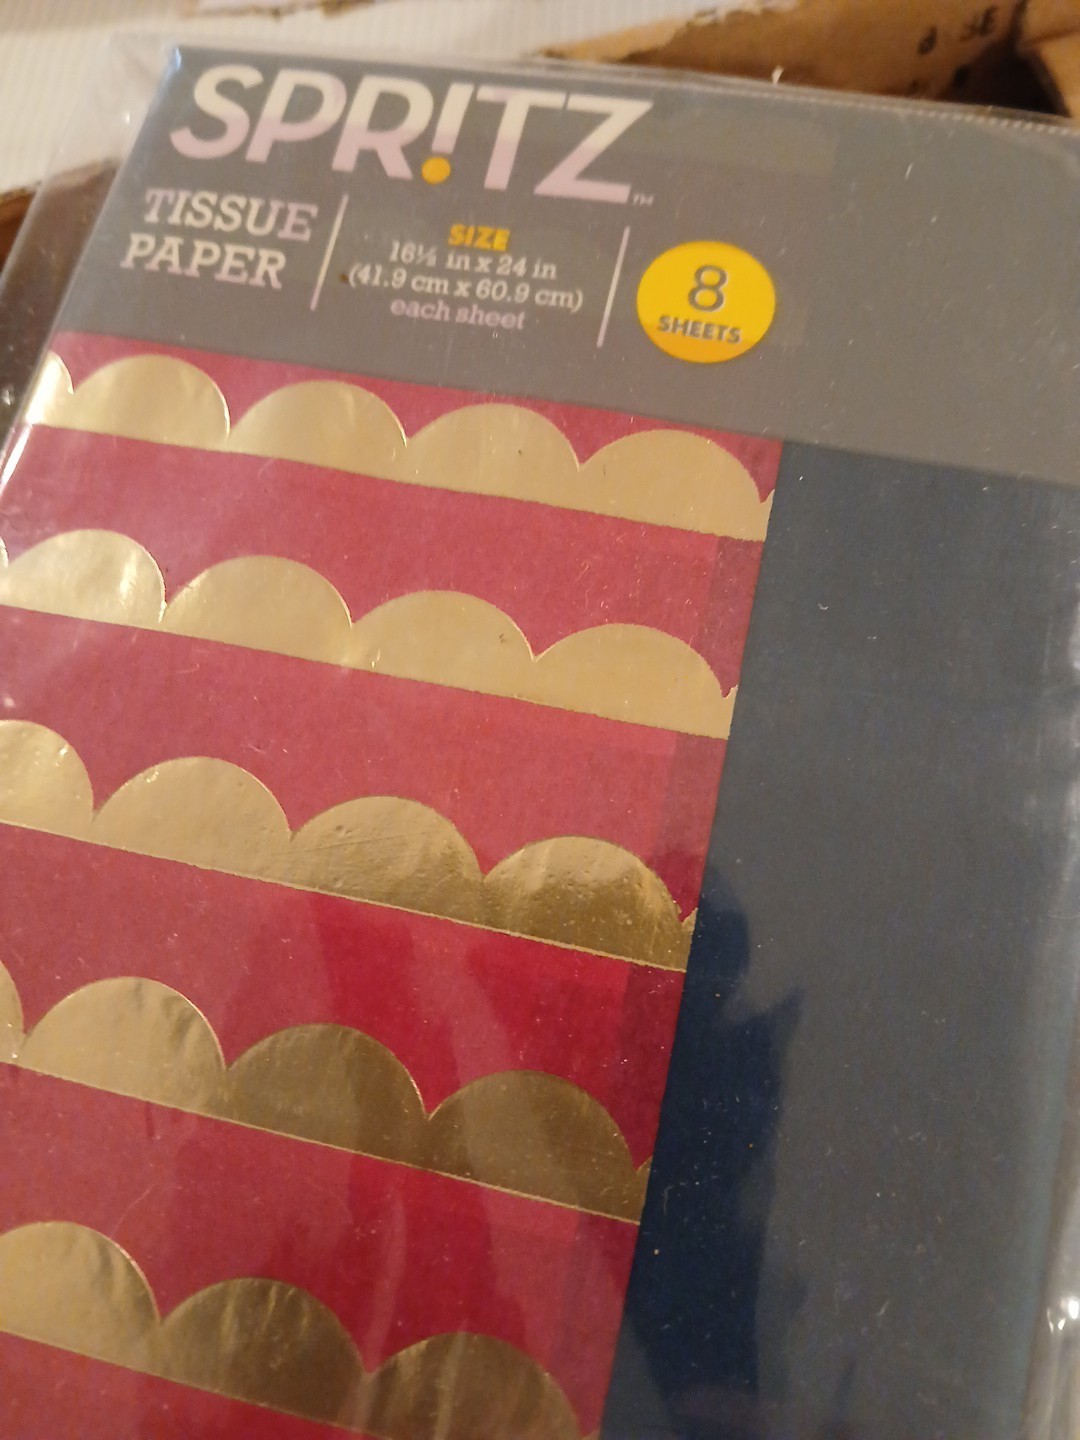 SPR!TZ™
TISSUE
PAPER
SIZE
16½ in x 24 in
(41.9 cm x 60.9 cm)
each sheet
8
SHEETS